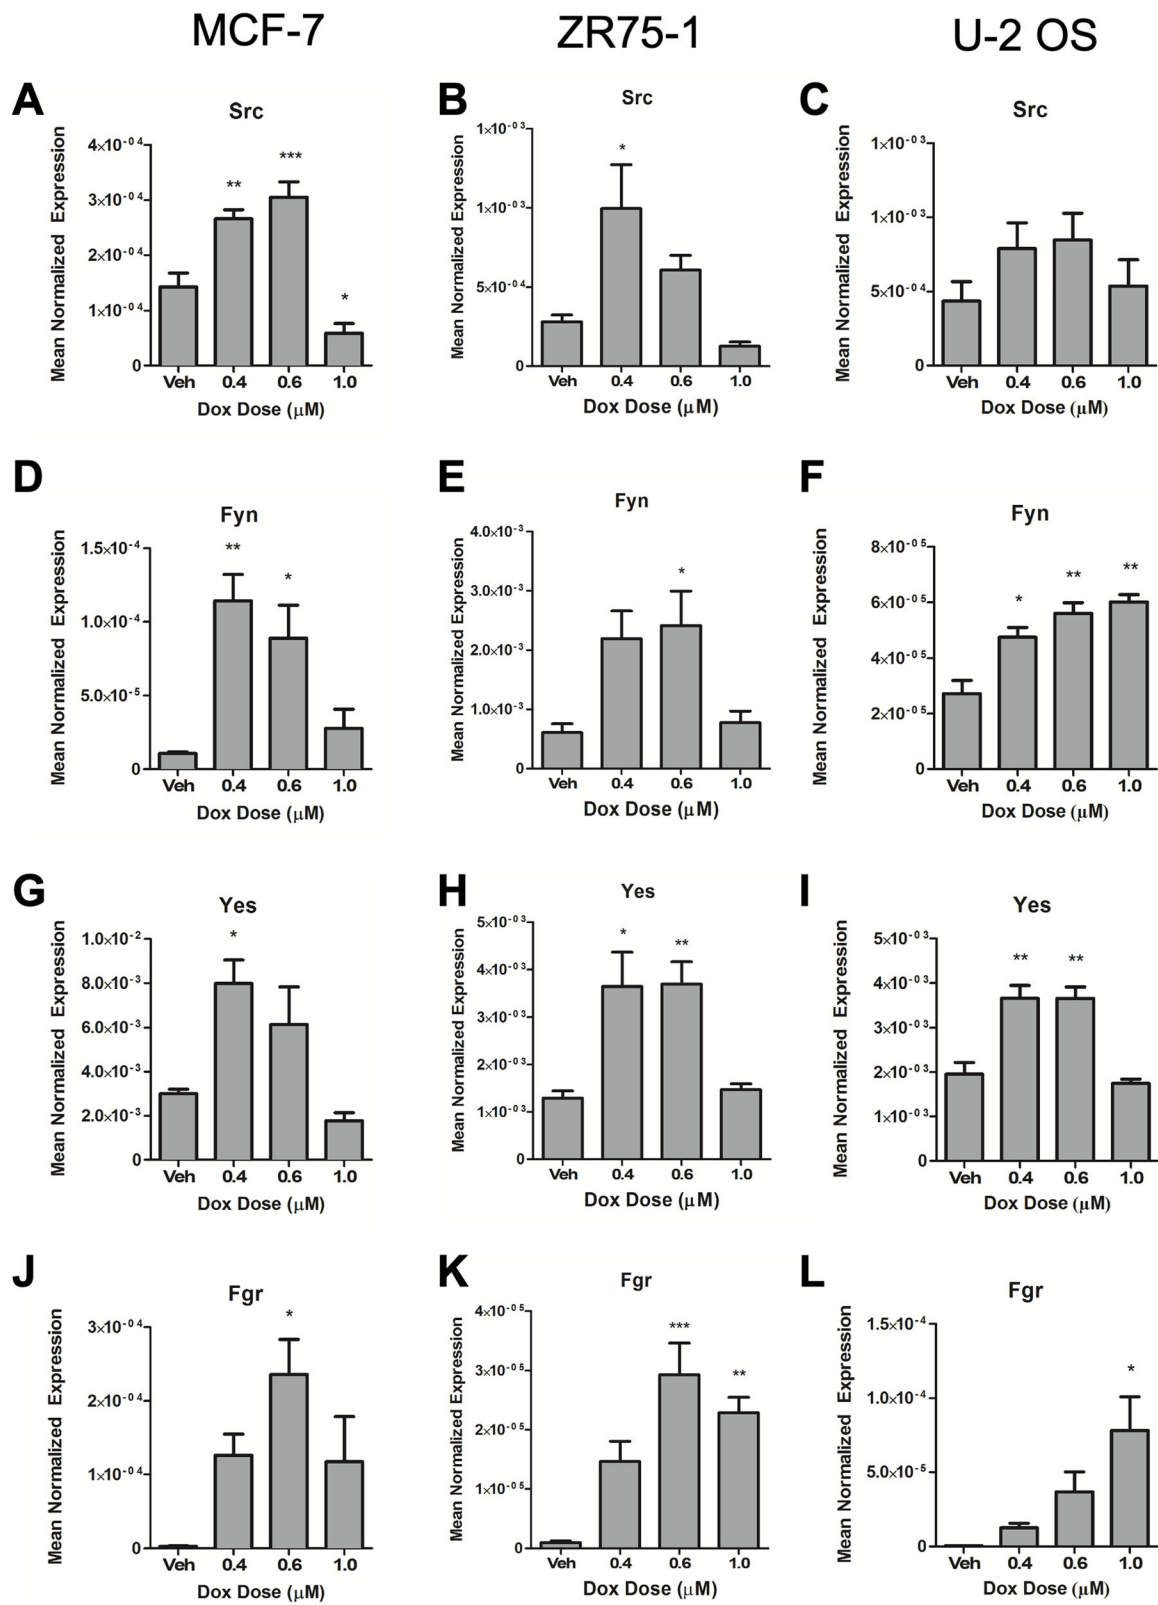 MCF-7 ZR75-1 U-2 OS
A
Src
Mean Normalized Expression
4×10⁻⁰⁴
3×10⁻⁰⁴
2×10⁻⁰⁴
1×10⁻⁰⁴
0
** *** *
Veh 0.4 0.6 1.0
Dox Dose (μM)
B
Src
Mean Normalized Expression
1×10⁻⁰³
1×10⁻⁰³
5×10⁻⁰⁴
0
*
Veh 0.4 0.6 1.0
Dox Dose (μM)
C
Src
Mean Normalized Expression
1×10⁻⁰³
1×10⁻⁰³
5×10⁻⁰⁴
0
Veh 0.4 0.6 1.0
Dox Dose (μM)
D
Fyn
Mean Normalized Expression
1.5×10⁻⁴
1.0×10⁻⁴
5.0×10⁻⁵
0
** *
Veh 0.4 0.6 1.0
Dox Dose (μM)
E
Fyn
Mean Normalized Expression
4.0×10⁻³
3.0×10⁻³
2.0×10⁻³
1.0×10⁻³
0
*
Veh 0.4 0.6 1.0
Dox Dose (μM)
F
Fyn
Mean Normalized Expression
8×10⁻⁰⁵
6×10⁻⁰⁵
4×10⁻⁰⁵
2×10⁻⁰⁵
0
* ** **
Veh 0.4 0.6 1.0
Dox Dose (μM)
G
Yes
Mean Normalized Expression
1.0×10⁻²
8.0×10⁻³
6.0×10⁻³
4.0×10⁻³
2.0×10⁻³
0
*
Veh 0.4 0.6 1.0
Dox Dose (μM)
H
Yes
Mean Normalized Expression
5×10⁻⁰³
4×10⁻⁰³
3×10⁻⁰³
2×10⁻⁰³
1×10⁻⁰³
0
* **
Veh 0.4 0.6 1.0
Dox Dose (μM)
I
Yes
Mean Normalized Expression
5×10⁻⁰³
4×10⁻⁰³
3×10⁻⁰³
2×10⁻⁰³
1×10⁻⁰³
0
** **
Veh 0.4 0.6 1.0
Dox Dose (μM)
J
Fgr
Mean Normalized Expression
3×10⁻⁰⁴
2×10⁻⁰⁴
1×10⁻⁰⁴
0
*
Veh 0.4 0.6 1.0
Dox Dose (μM)
K
Fgr
Mean Normalized Expression
4×10⁻⁰⁵
3×10⁻⁰⁵
2×10⁻⁰⁵
1×10⁻⁰⁵
0
*** **
Veh 0.4 0.6 1.0
Dox Dose (μM)
L
Fgr
Mean Normalized Expression
1.5×10⁻⁴
1.0×10⁻⁴
5.0×10⁻⁵
0
*
Veh 0.4 0.6 1.0
Dox Dose (μM)